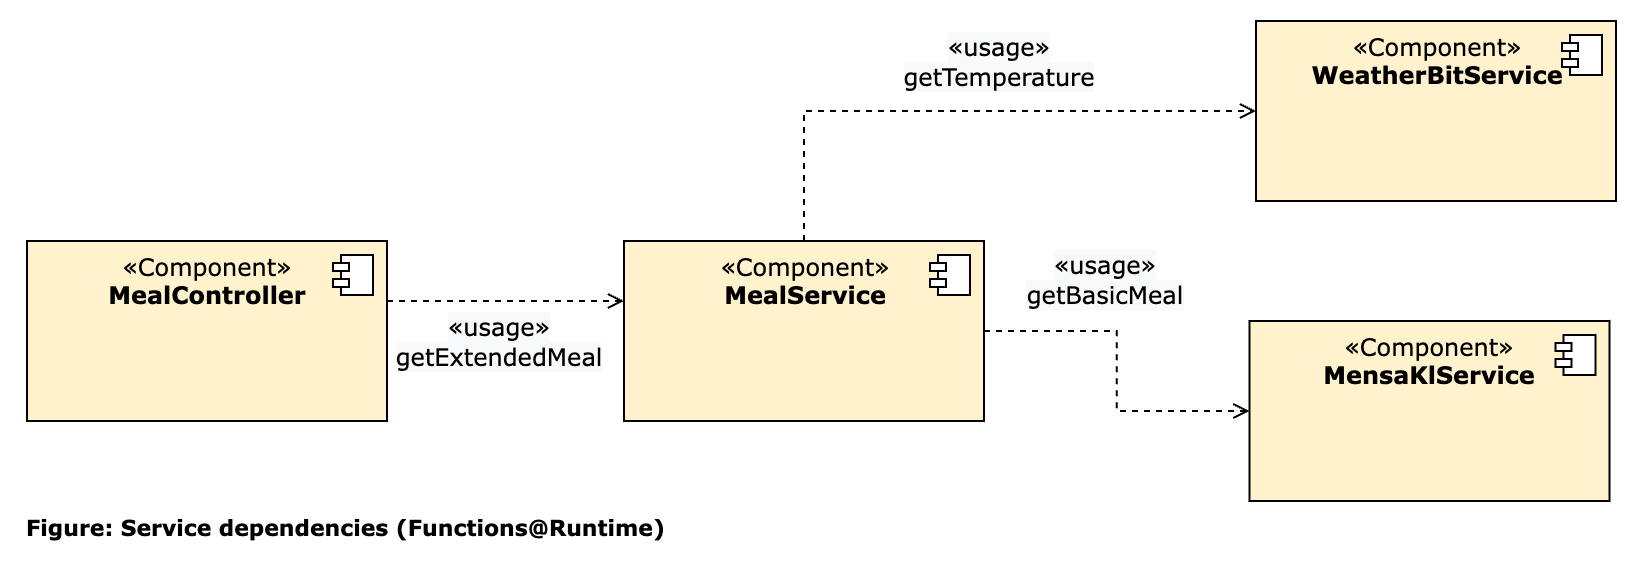 «usage»
getTemperature
«Component»
WeatherBitService
«Component»
MealController
«usage»
getExtendedMeal
«Component»
MealService
«usage»
getBasicMeal
«Component»
MensaKlService
Figure: Service dependencies (Functions@Runtime)